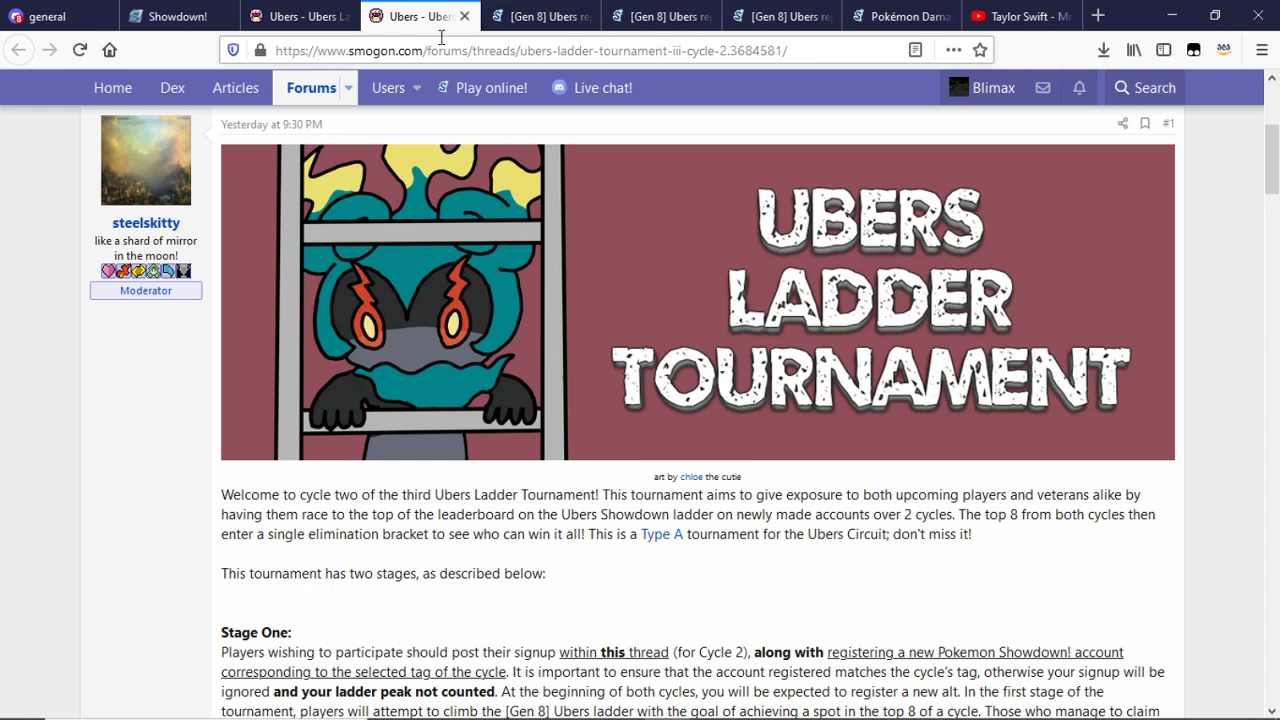 general
Showdown!
Ubers - Ubers La
Ubers - Ubers
[Gen 8] Ubers re
[Gen 8] Ubers re
[Gen 8] Ubers re
Pokémon Dama
Taylor Swift - M
https://www.smogon.com/forums/threads/ubers-ladder-tournament-iii-cycle-2.3684581/
Home
Dex
Articles
Forums
Users
Play online!
Live chat!
Blimax
Search
Yesterday at 9:30 PM
#1
steelskitty
like a shard of mirror
in the moon!
Moderator
UBERS
LADDER
TOURNAMENT
art by chloe the cutie
Welcome to cycle two of the third Ubers Ladder Tournament! This tournament aims to give exposure to both upcoming players and veterans alike by
having them race to the top of the leaderboard on the Ubers Showdown ladder on newly made accounts over 2 cycles. The top 8 from both cycles then
enter a single elimination bracket to see who can win it all! This is a Type A tournament for the Ubers Circuit; don't miss it!
This tournament has two stages, as described below:
Stage One:
Players wishing to participate should post their signup within this thread (for Cycle 2), along with registering a new Pokemon Showdown! account
corresponding to the selected tag of the cycle. It is important to ensure that the account registered matches the cycle's tag, otherwise your signup will be
ignored and your ladder peak not counted. At the beginning of both cycles, you will be expected to register a new alt. In the first stage of the
tournament, players will attempt to climb the [Gen 8] Ubers ladder with the goal of achieving a spot in the top 8 of a cycle. Those who manage to claim